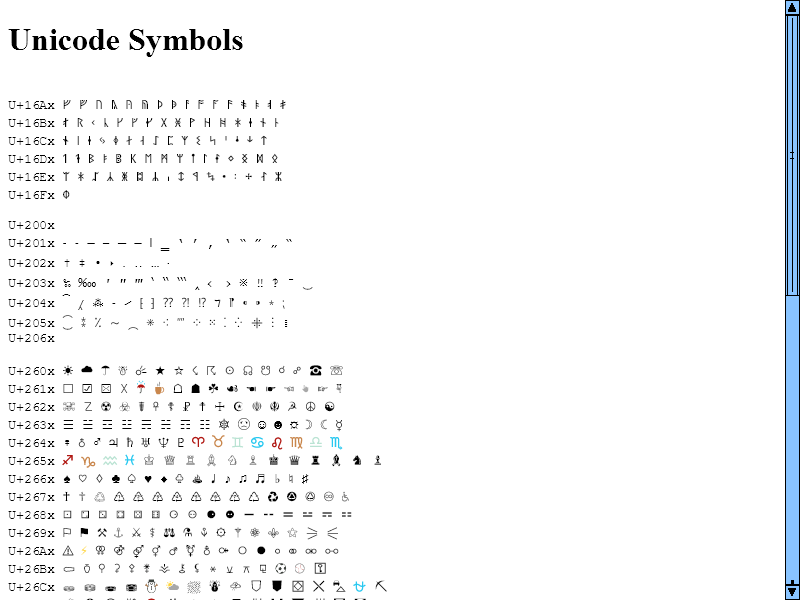 Unicode Symbols
U+16Ax ᚠ ᚡ ᚢ ᚣ ᚤ ᚥ ᚦ ᚧ ᚨ ᚩ ᚪ ᚫ ᚬ ᚭ ᚮ ᚯ
U+16Bx ᚰ ᚱ ᚲ ᚳ ᚴ ᚵ ᚶ ᚷ ᚸ ᚹ ᚺ ᚻ ᚼ ᚽ ᚾ ᚿ
U+16Cx ᛀ ᛁ ᛂ ᛃ ᛄ ᛅ ᛆ ᛇ ᛈ ᛉ ᛊ ᛋ ᛌ ᛍ ᛎ ᛏ
U+16Dx ᛐ ᛑ ᛒ ᛓ ᛔ ᛕ ᛖ ᛗ ᛘ ᛙ ᛚ ᛛ ᛜ ᛝ ᛞ ᛟ
U+16Ex ᛠ ᛡ ᛢ ᛣ ᛤ ᛥ ᛦ ᛧ ᛨ ᛩ ᛪ ᛫ ᛬ ᛭ ᛮ ᛯ
U+16Fx ᛰ
U+200x
U+201x ‐ ‑ ‒ – — ― ‖ ‗ ‘ ’ ‚ ‛ “ ” „ ‟
U+202x † ‡ • ‣ ․ ‥ … ‧
U+203x ‰ ‱ ′ ″ ‴ ‵ ‶ ‷ ‸ ‹ › ※ ‼ ‽ ‾ ‿
U+204x ⁀ ⁁ ⁂ ⁃ ⁄ ⁅ ⁆ ⁇ ⁈ ⁉ ⁊ ⁋ ⁌ ⁍ ⁎ ⁏
U+205x ⁐ ⁑ ⁒ ⁓ ⁔ ⁕ ⁖ ⁗ ⁘ ⁙ ⁚ ⁛ ⁜ ⁝ ⁞
U+206x
U+260x ☀ ☁ ☂ ☃ ☄ ★ ☆ ☇ ☈ ☉ ☊ ☋ ☌ ☍ ☎ ☏
U+261x ☐ ☑ ☒ ☓ ☔ ☕ ☖ ☗ ☘ ☙ ☚ ☛ ☜ ☝ ☞ ☟
U+262x ☠ ☡ ☢ ☣ ☤ ☥ ☦ ☧ ☨ ☩ ☪ ☫ ☬ ☭ ☮ ☯
U+263x ☰ ☱ ☲ ☳ ☴ ☵ ☶ ☷ ☸ ☹ ☺ ☻ ☼ ☽ ☾ ☿
U+264x ♀ ♁ ♂ ♃ ♄ ♅ ♆ ♇ ♈ ♉ ♊ ♋ ♌ ♍ ♎ ♏
U+265x ♐ ♑ ♒ ♓ ♔ ♕ ♖ ♗ ♘ ♙ ♚ ♛ ♜ ♝ ♞ ♟
U+266x ♠ ♡ ♢ ♣ ♤ ♥ ♦ ♧ ♨ ♩ ♪ ♫ ♬ ♭ ♮ ♯
U+267x ♰ ♱ ♲ ♳ ♴ ♵ ♶ ♷ ♸ ♹ ♺ ♻ ♼ ♽ ♾ ♿
U+268x ⚀ ⚁ ⚂ ⚃ ⚄ ⚅ ⚆ ⚇ ⚈ ⚉ ⚊ ⚋ ⚌ ⚍ ⚎ ⚏
U+269x ⚐ ⚑ ⚒ ⚓ ⚔ ⚕ ⚖ ⚗ ⚘ ⚙ ⚚ ⚛ ⚜ ⚝ ⚞ ⚟
U+26Ax ⚠ ⚡ ⚢ ⚣ ⚤ ⚥ ⚦ ⚧ ⚨ ⚩ ⚪ ⚫ ⚬ ⚭ ⚮ ⚯
U+26Bx ⚰ ⚱ ⚲ ⚳ ⚴ ⚵ ⚶ ⚷ ⚸ ⚹ ⚺ ⚻ ⚼ ⚽ ⚾ ⚿
U+26Cx ⛀ ⛁ ⛂ ⛃ ⛄ ⛅ ⛆ ⛇ ⛈ ⛉ ⛊ ⛋ ⛌ ⛍ ⛎ ⛏